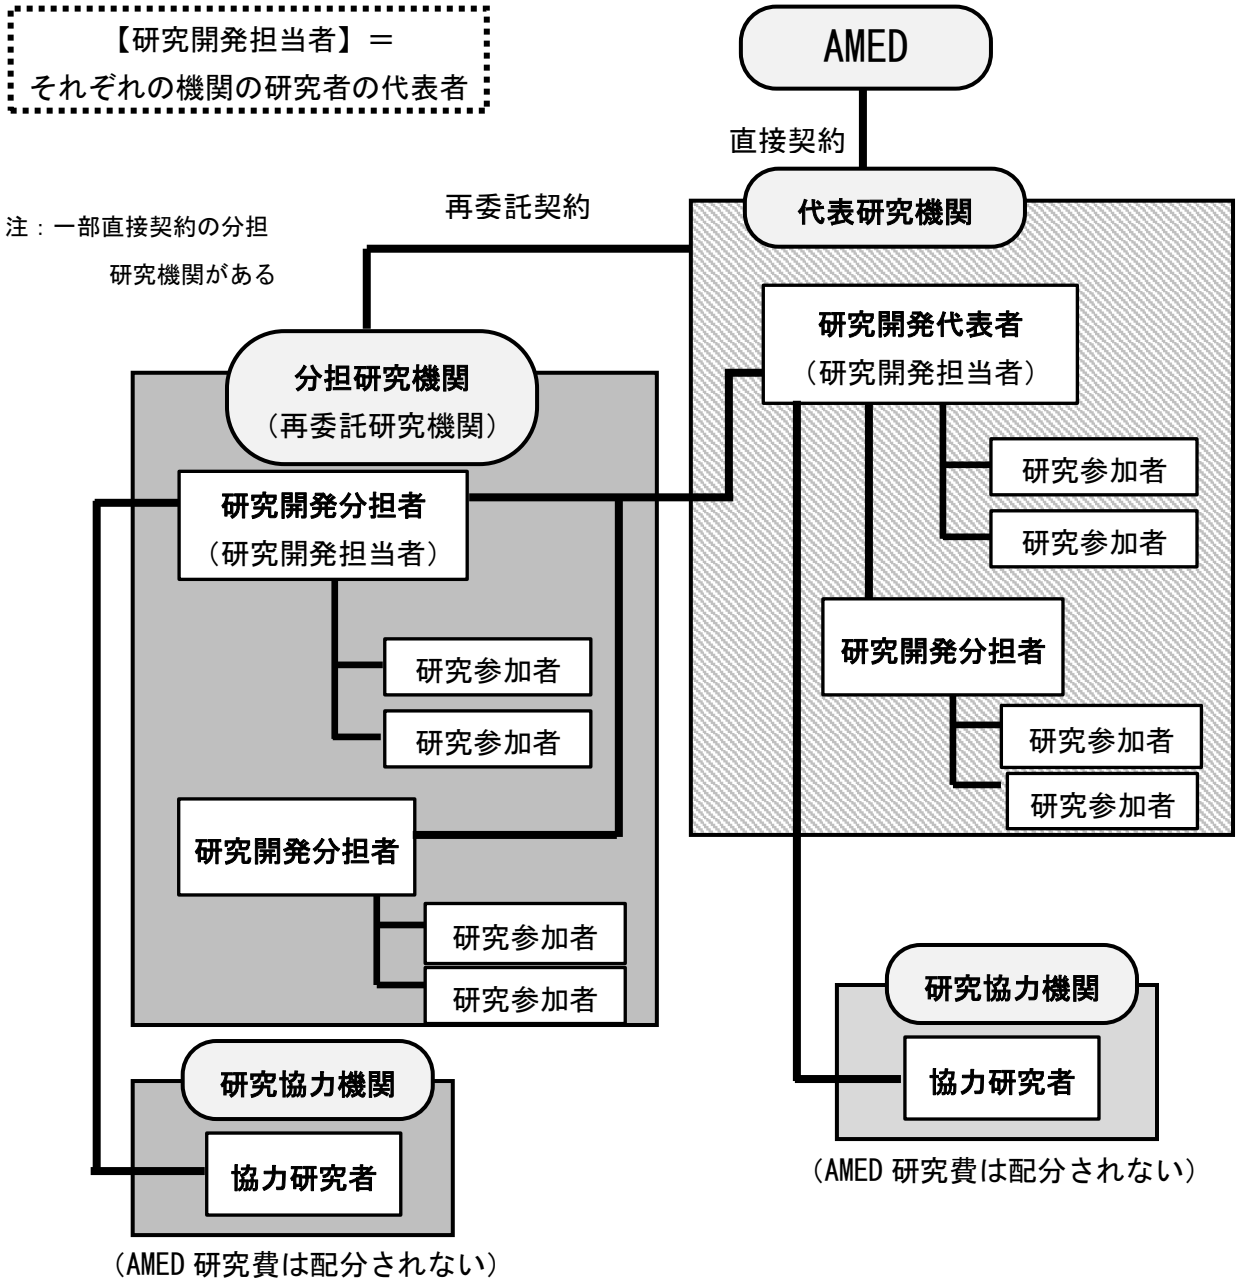 【研究開発担当者】＝
それぞれの機関の研究者の代表者
AMED
直接契約
再委託契約
代表研究機関
注：一部直接契約の分担
研究機関がある
研究開発代表者
（研究開発担当者）
分担研究機関
（再委託研究機関）
研究参加者
研究開発分担者
（研究開発担当者）
研究参加者
研究開発分担者
研究参加者
研究参加者
研究参加者
研究参加者
研究開発分担者
研究参加者
研究参加者
研究協力機関
協力研究者
（AMED 研究費は配分されない）
研究協力機関
協力研究者
（AMED 研究費は配分されない）